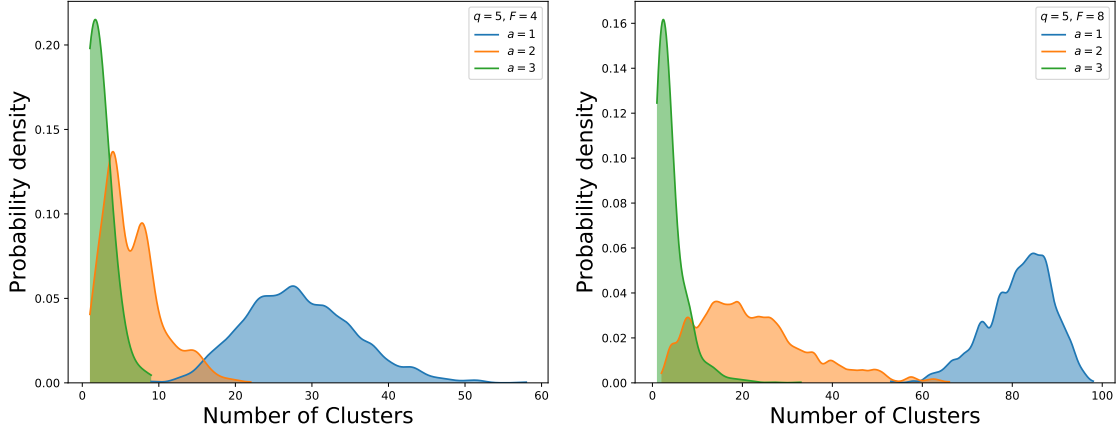 q = 5, F = 4
a = 1
a = 2
a = 3
Probability density
0.20
0.15
0.10
0.05
0.00
0 10 20 30 40 50 60
Number of Clusters
q = 5, F = 8
a = 1
a = 2
a = 3
Probability density
0.16
0.14
0.12
0.10
0.08
0.06
0.04
0.02
0.00
0 20 40 60 80 100
Number of Clusters